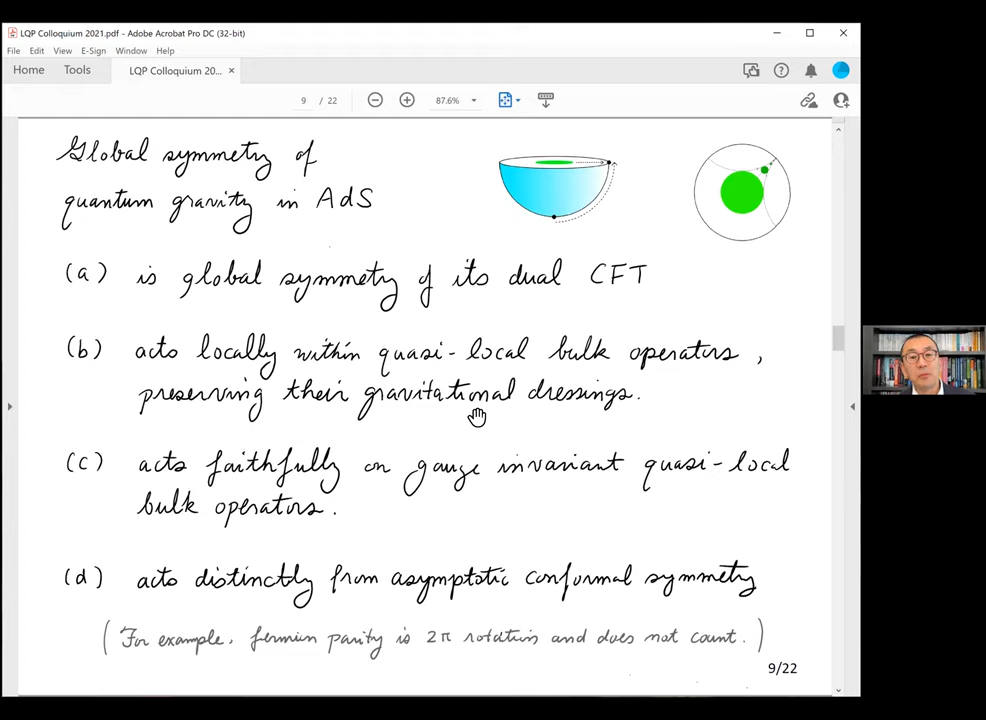 LQP Colloquium 2021.pdf - Adobe Acrobat Pro DC (32-bit)
File Edit View E-Sign Window Help
Home Tools LQP Colloquium 20... ×
9 / 22 87.6%
Global symmetry of
quantum gravity in AdS
(a) is global symmetry of its dual CFT
(b) acts locally within quasi-local bulk operators,
preserving their gravitational dressings.
(c) acts faithfully on gauge invariant quasi-local
bulk operators.
(d) acts distinctly from asymptotic conformal symmetry
(For example, fermion parity is 2π rotation and does not count.)
9/22